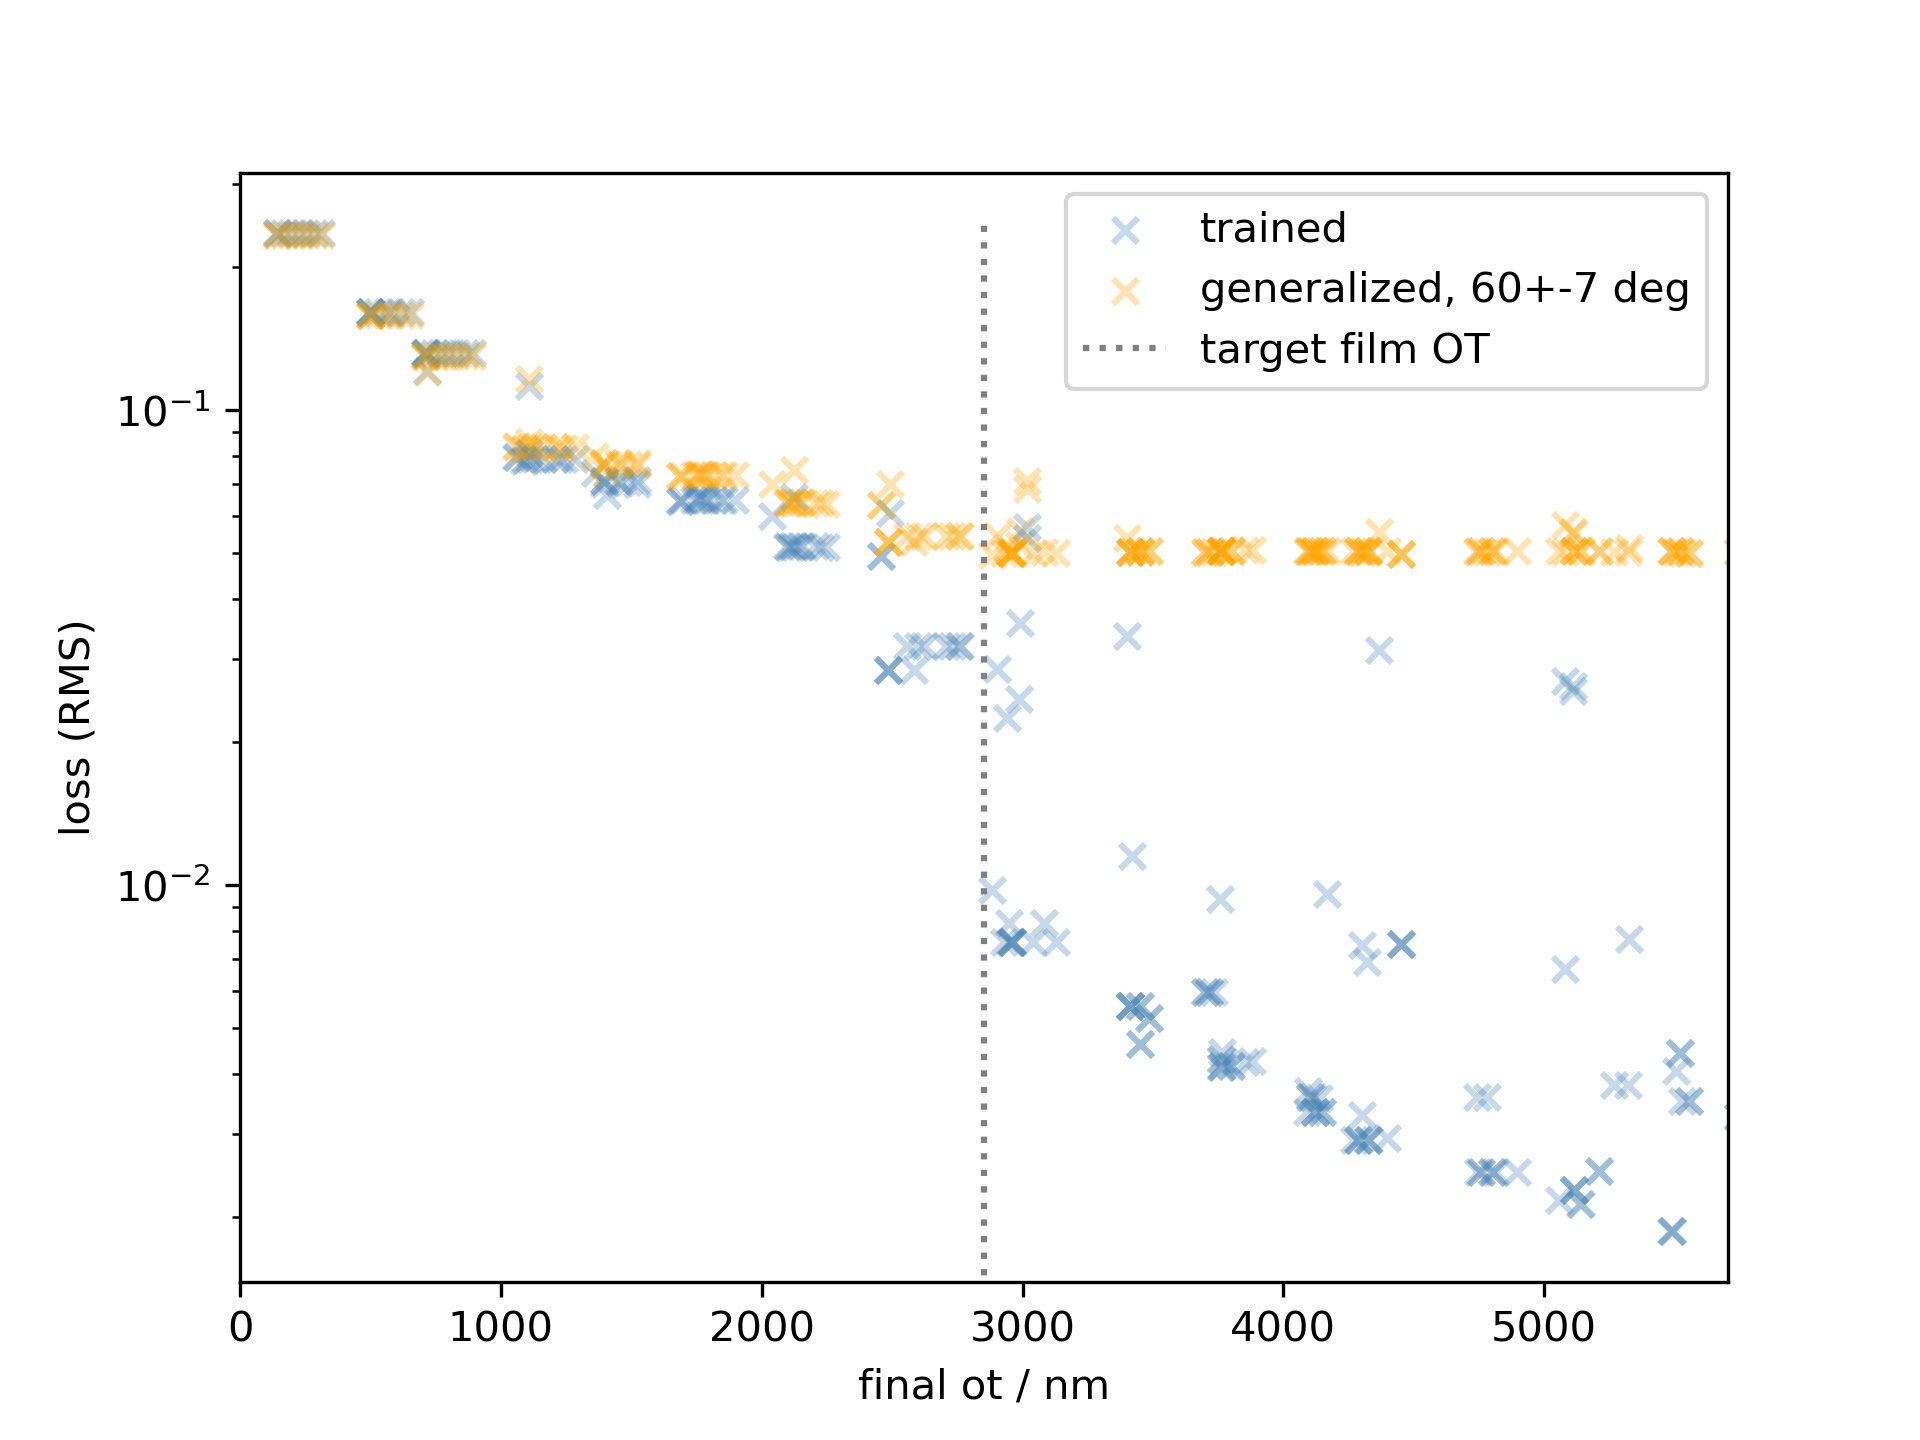 trained
generalized, 60+-7 deg
target film OT
loss (RMS)
10⁻¹
10⁻²
0 1000 2000 3000 4000 5000
final ot / nm